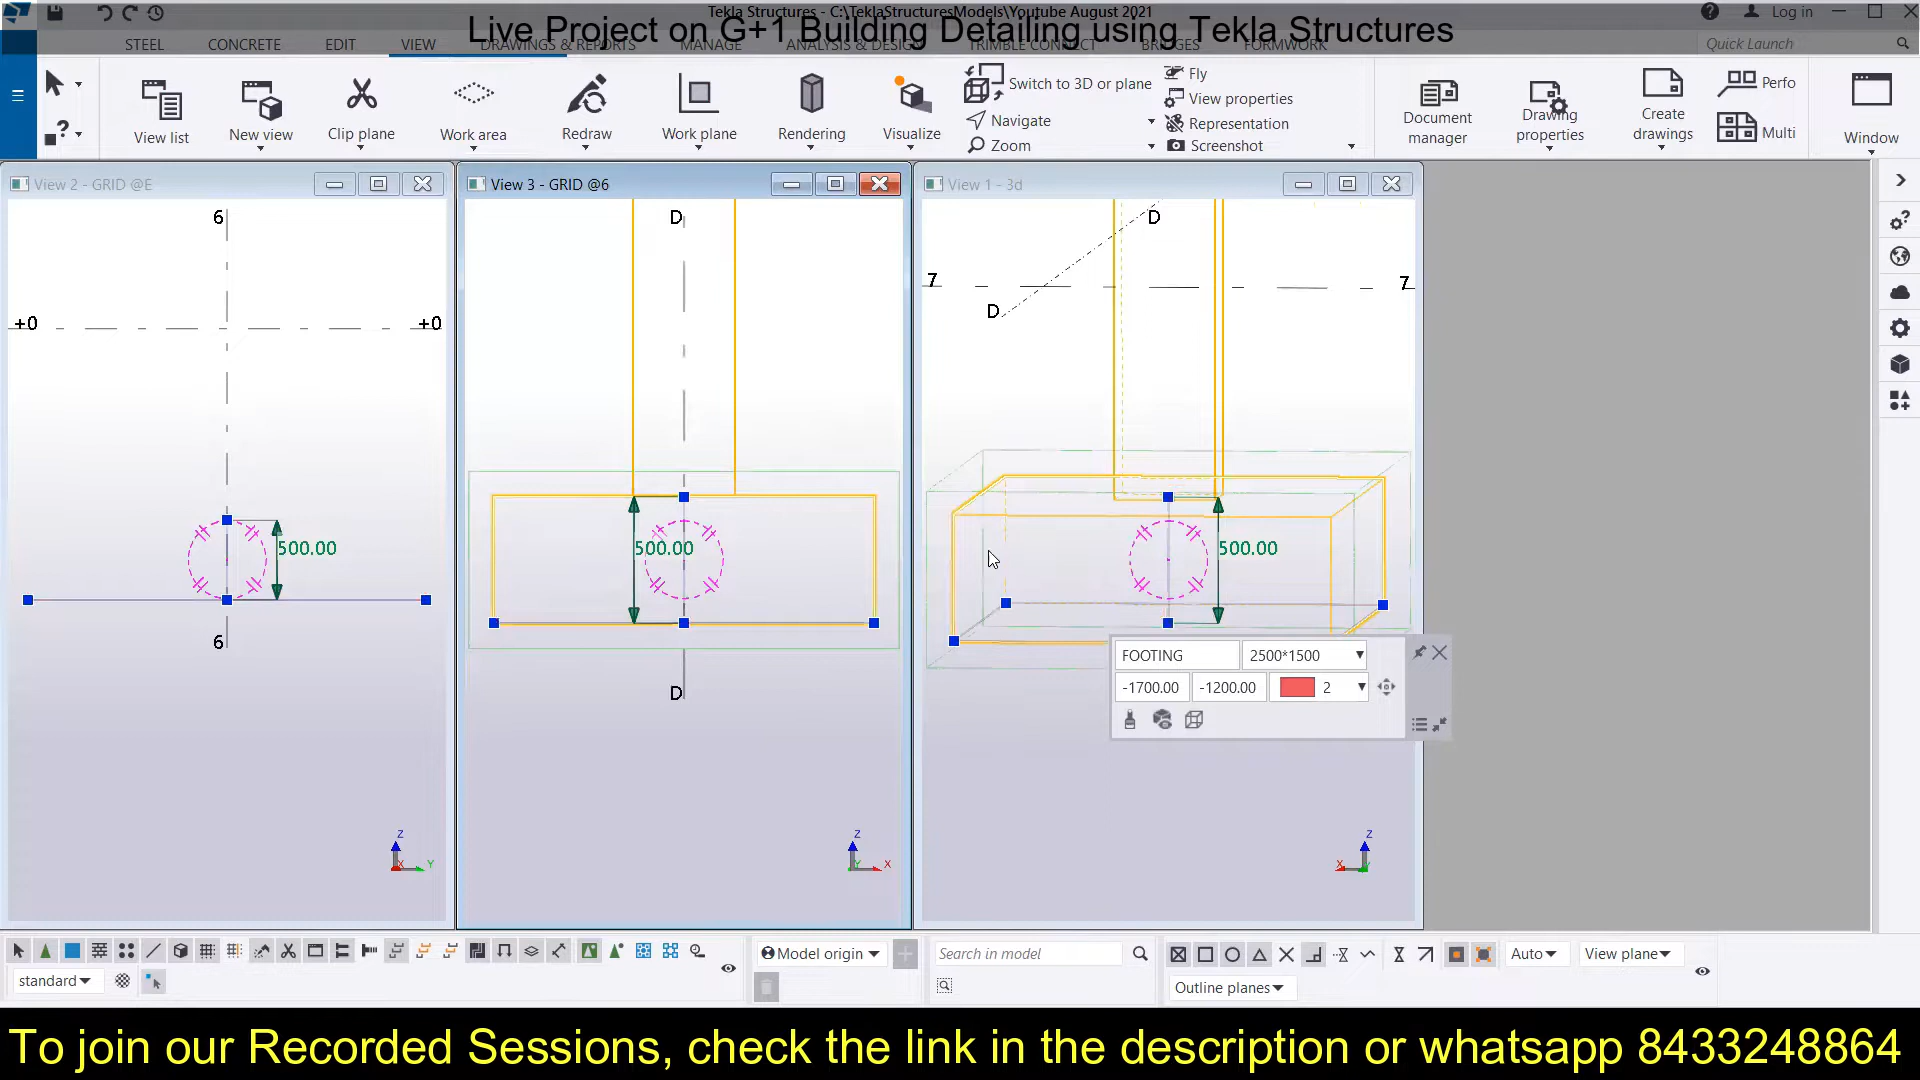 Tekla Structures - C:\TeklaStructuresModels\Youtube August 2021
Log in
Live Project on G+1 Building Detailing using Tekla Structures
STEEL CONCRETE EDIT VIEW DRAWINGS & REPORTS MANAGE ANALYSIS & DESIGN TRIMBLE CONNECT BRIDGES FORMWORK
Quick Launch
View list
New view
Clip plane
Work area
Redraw
Work plane
Rendering
Visualize
Switch to 3D or plane
Navigate
Zoom
Fly
View properties
Representation
Screenshot
Document manager
Drawing properties
Create drawings
Perfo
Multi
Window
View 2 - GRID @E
View 3 - GRID @6
View 1 - 3d
6
+0 +0
500.00
6
Z
X Y
D
500.00
D
Z
Y X
D
7 7
D
500.00
FOOTING 2500*1500
-1700.00 -1200.00 2
Z
X Y
standard
Model origin
Search in model
Auto
View plane
Outline planes
To join our Recorded Sessions, check the link in the description or whatsapp 8433248864